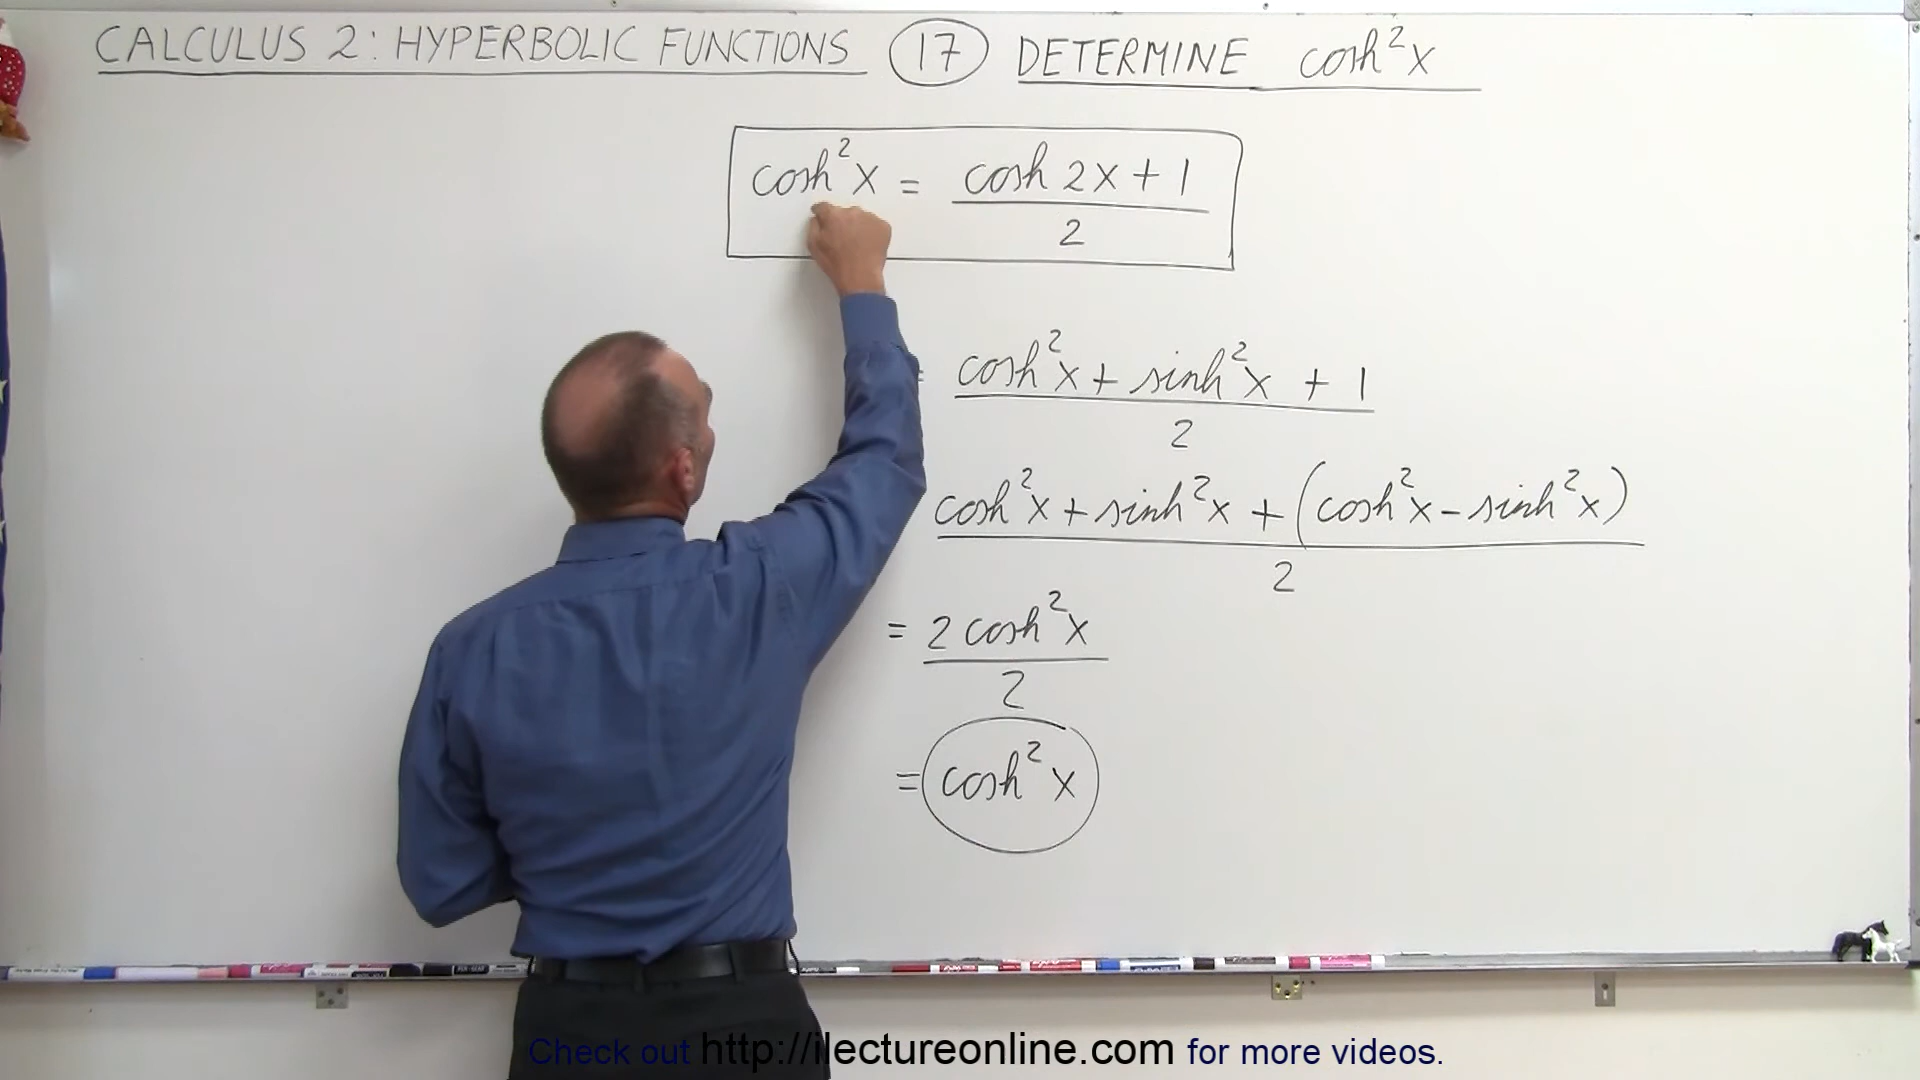 CALCULUS 2: HYPERBOLIC FUNCTIONS 17 DETERMINE cosh²x
cosh²x = cosh 2x + 1 / 2
= cosh²x + sinh²x + 1 / 2
cosh²x + sinh²x + (cosh²x - sinh²x) / 2
= 2 cosh²x / 2
= cosh²x
Check out http://ilectureonline.com for more videos.